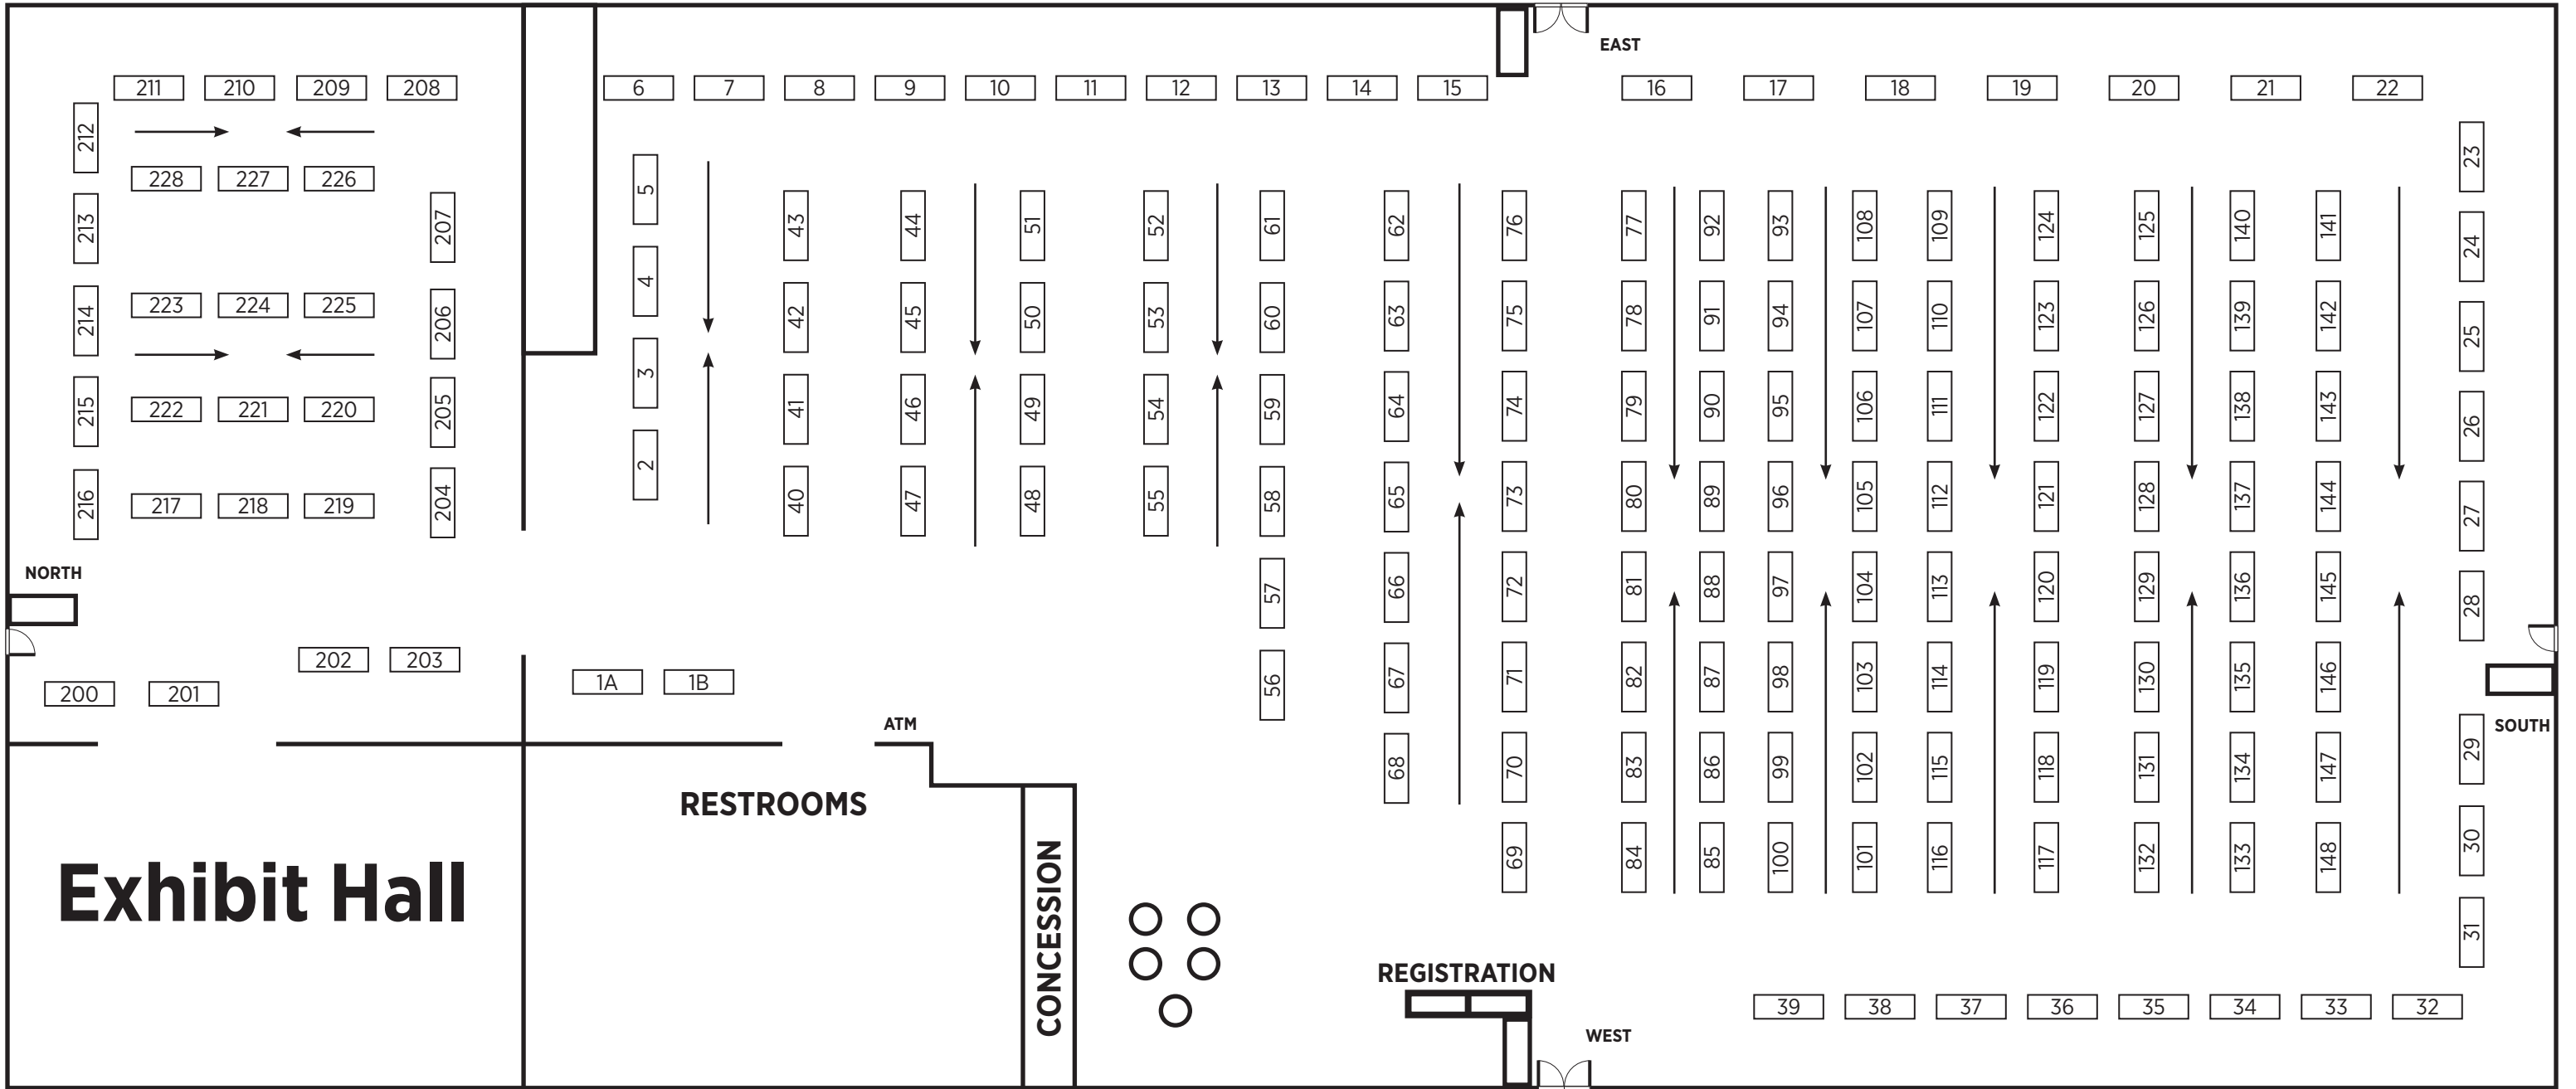 EAST
211 210 209 208 6 7 8 9 10 11 12 13 14 15 16 17 18 19 20 21 22
212 23
228 227 226 5
213 207 43 44 51 52 61 62 76 77 92 93 108 109 124 125 140 141 24
4
223 224 225
214 206 42 45 50 53 60 63 75 78 91 94 107 110 123 126 139 142 25
3
215 222 221 220 205 41 46 49 54 59 64 74 79 90 95 106 111 122 127 138 143 26
2
216 217 218 219 204 40 47 48 55 58 65 73 80 89 96 105 112 121 128 137 144 27
NORTH
57 66 72 81 88 97 104 113 120 129 136 145 28
202 203
200 201 1A 1B 56 67 71 82 87 98 103 114 119 130 135 146
ATM
SOUTH
68 70 83 86 99 102 115 118 131 134 147 29
RESTROOMS
69 84 85 100 101 116 117 132 133 148 30
Exhibit Hall
CONCESSION
31
REGISTRATION
39 38 37 36 35 34 33 32
WEST